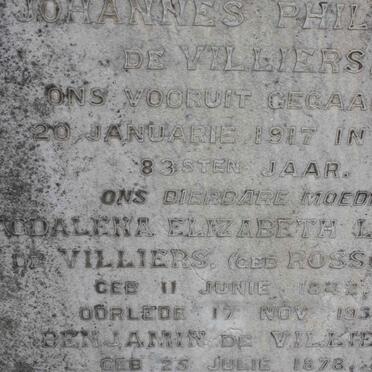 JOHANNES PHIL
DE VILLIERS
ONS VOORUIT GEGAA
20 JANUARIE 1917 IN
83STEN JAAR.
ONS DIERBARE MOED
DALENA ELIZABETH
DE VILLIERS, (GEB ROSS
GEB 11 JUNIE
OORLEDE 17 NOV
BENJAMIN DE VILLIE
GEB 25 JULIE 1878,